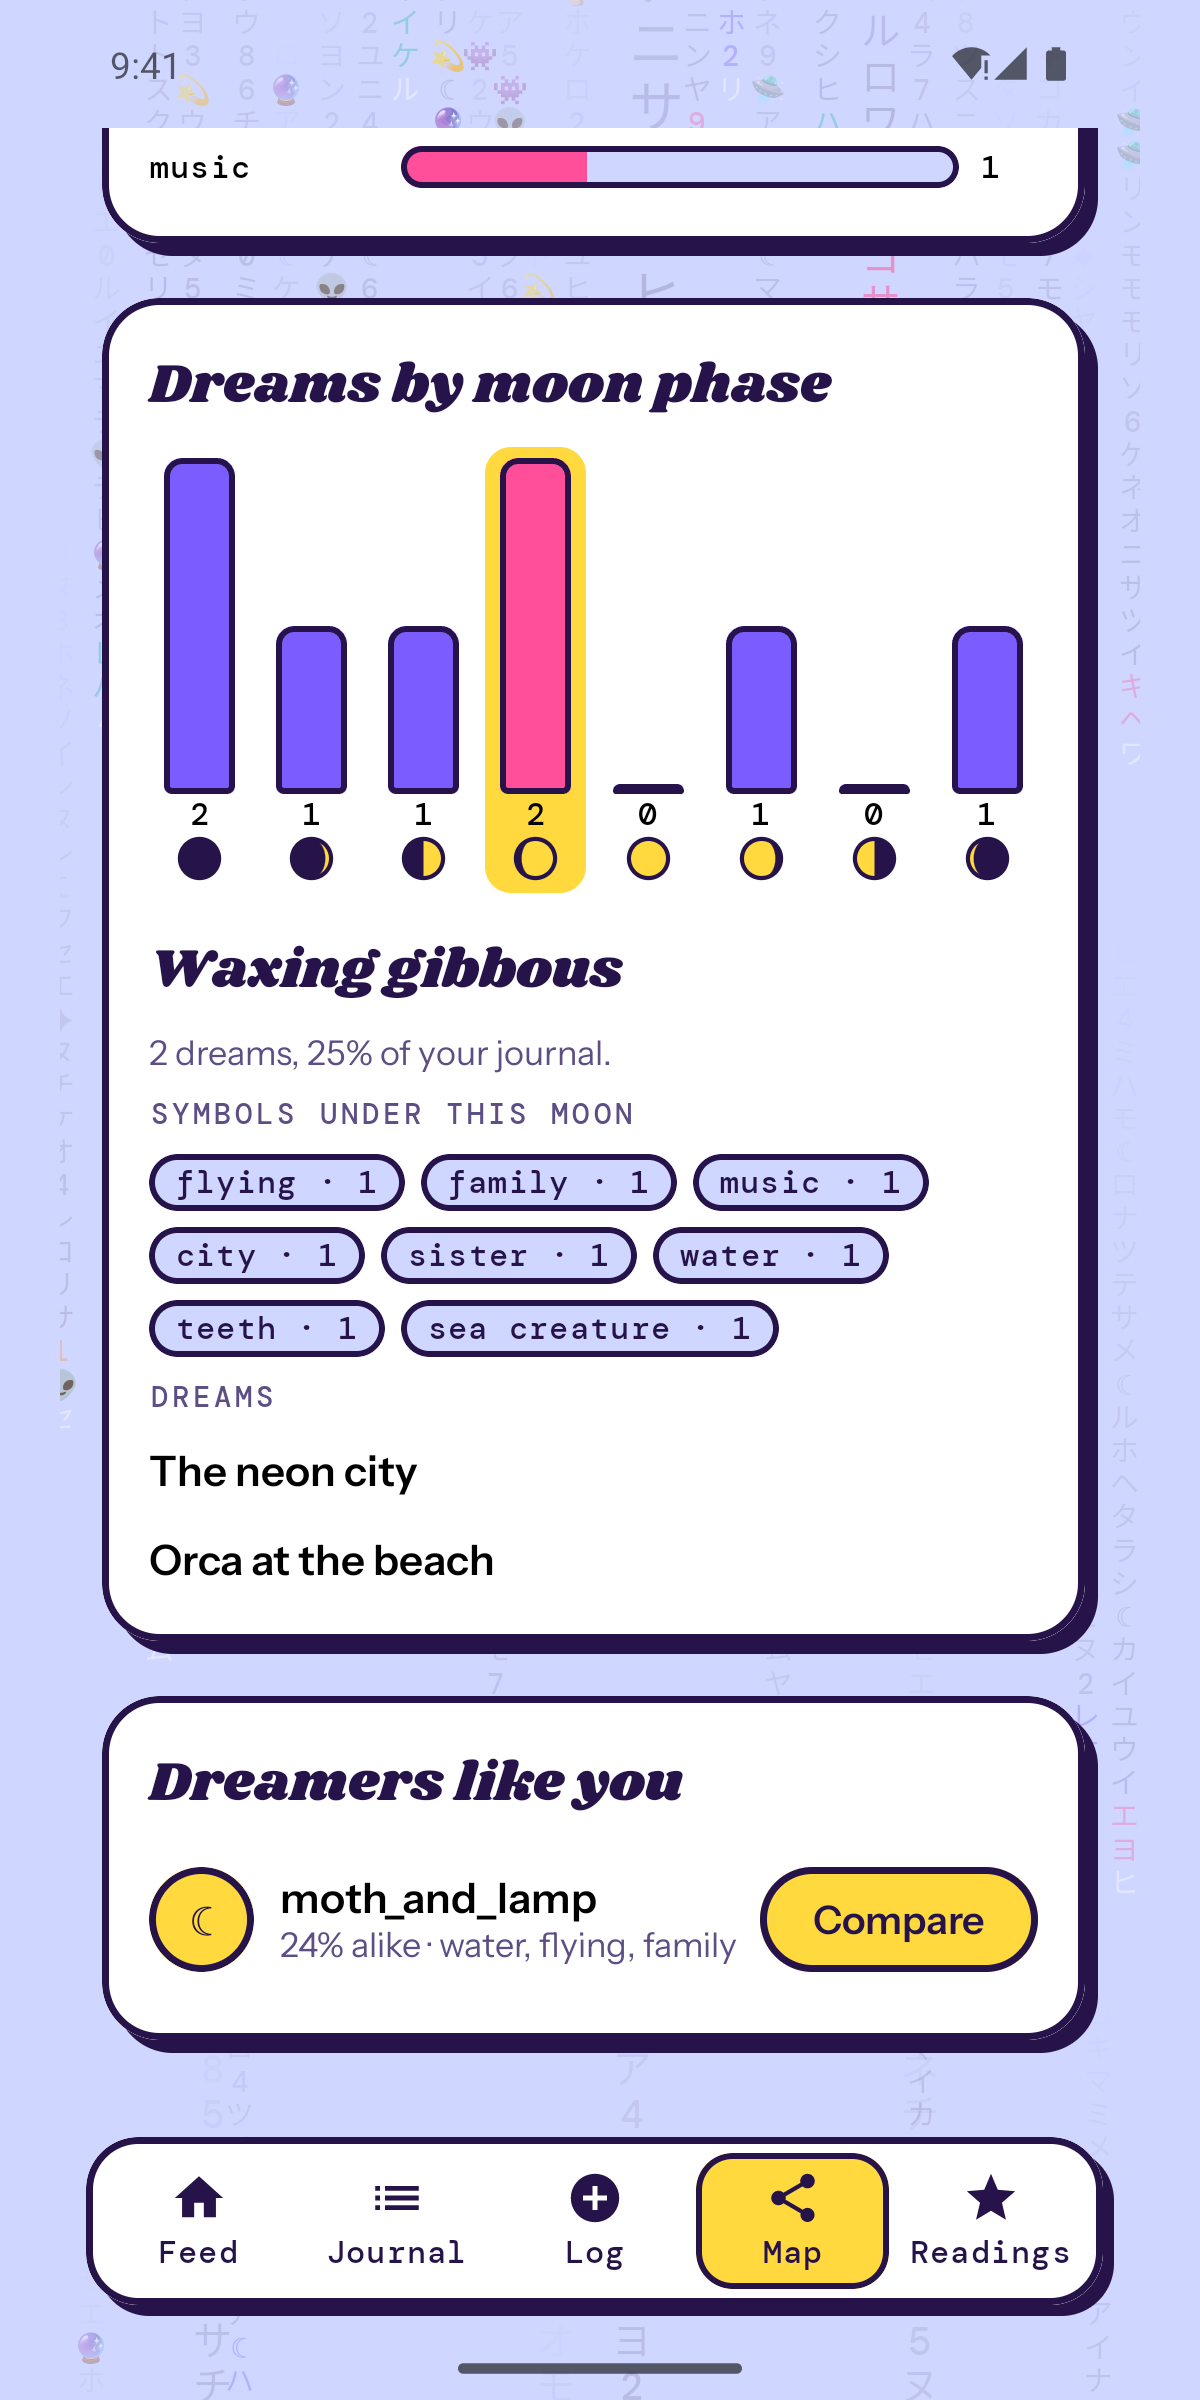 9:41
music 1
Dreams by moon phase
2 1 1 2 0 1 0 1
Waxing gibbous
2 dreams, 25% of your journal.
SYMBOLS UNDER THIS MOON
flying · 1 family · 1 music · 1
city · 1 sister · 1 water · 1
teeth · 1 sea creature · 1
DREAMS
The neon city
Orca at the beach
Dreamers like you
moth_and_lamp
24% alike · water, flying, family
Compare
Feed Journal Log Map Readings